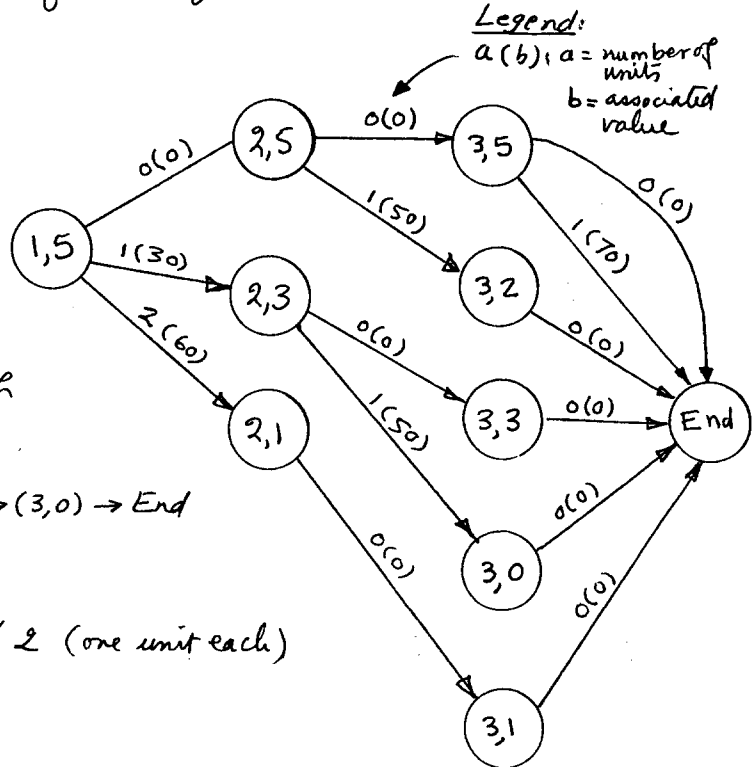 Legend:
a(b), a = number of
units
b = associated
value
0(0)
2,5
0(0)
3,5
0(0)
1(50)
1(70)
1,5
1(30)
2,3
3,2
0(0)
2(60)
0(0)
2,1
1(50)
3,3
0(0)
End
→ (3,0) → End
0(0)
3,0
0(0)
2 (one unit each)
0(0)
3,1